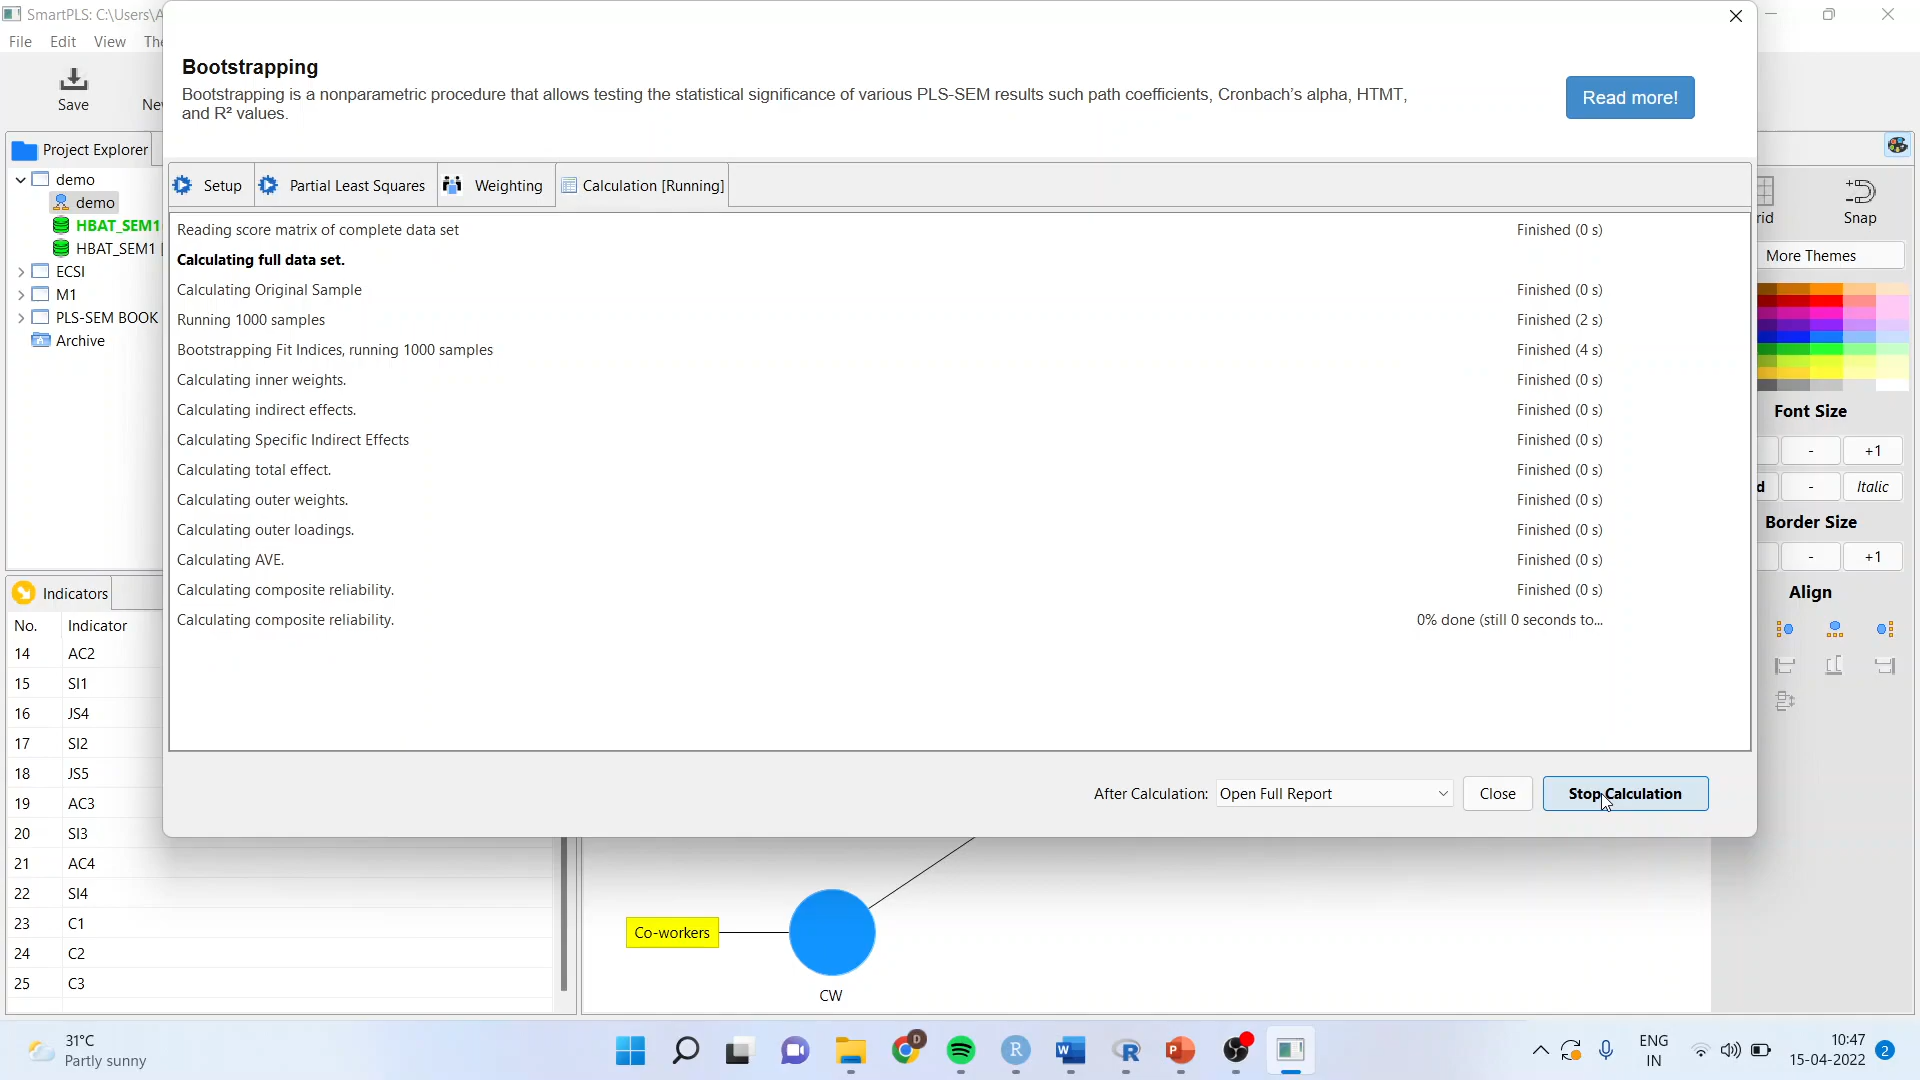 SmartPLS: C:\Users\A
File Edit View The
Save
Nev
Bootstrapping
Bootstrapping is a nonparametric procedure that allows testing the statistical significance of various PLS-SEM results such path coefficients, Cronbach's alpha, HTMT,
and R² values.
Read more!
Project Explorer
demo
demo
HBAT_SEM1
HBAT_SEM1 [
ECSI
M1
PLS-SEM BOOK
Archive
Setup Partial Least Squares Weighting Calculation [Running]
Reading score matrix of complete data set Finished (0 s)
Calculating full data set.
Calculating Original Sample Finished (0 s)
Running 1000 samples Finished (2 s)
Bootstrapping Fit Indices, running 1000 samples Finished (4 s)
Calculating inner weights. Finished (0 s)
Calculating indirect effects. Finished (0 s)
Calculating Specific Indirect Effects Finished (0 s)
Calculating total effect. Finished (0 s)
Calculating outer weights. Finished (0 s)
Calculating outer loadings. Finished (0 s)
Calculating AVE. Finished (0 s)
Calculating composite reliability. Finished (0 s)
Calculating composite reliability. 0% done (still 0 seconds to...
After Calculation: Open Full Report Close Stop Calculation
rid
Snap
More Themes
Font Size
- +1
d - Italic
Border Size
- +1
Align
Indicators
No. Indicator
14 AC2
15 SI1
16 JS4
17 SI2
18 JS5
19 AC3
20 SI3
21 AC4
22 SI4
23 C1
24 C2
25 C3
Co-workers
CW
31°C
Partly sunny
D
ENG
IN
10:47
15-04-2022
2